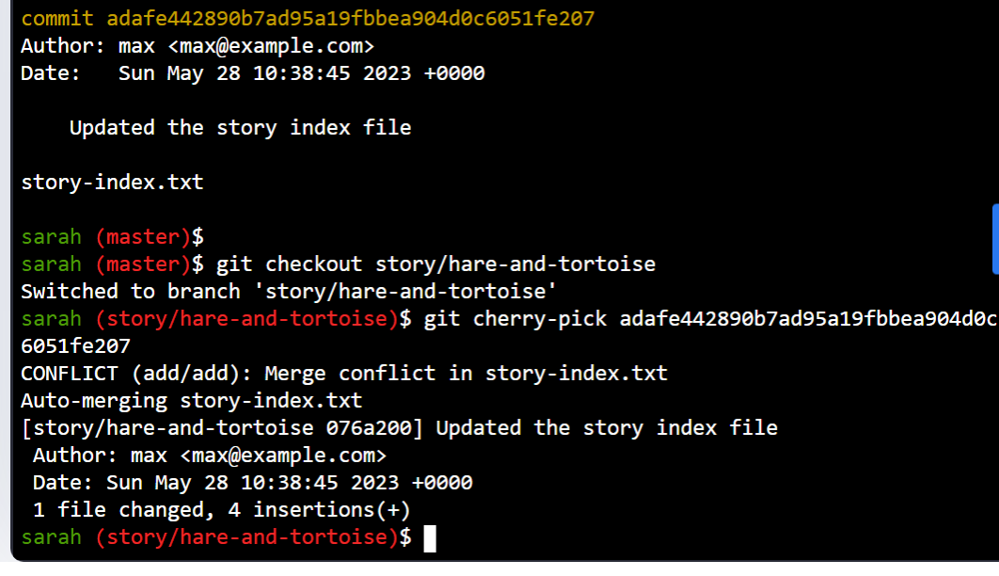 commit adafe442890b7ad95a19fbbea904d0c6051fe207
Author: max <max@example.com>
Date:   Sun May 28 10:38:45 2023 +0000
    Updated the story index file
story-index.txt
sarah (master)$
sarah (master)$ git checkout story/hare-and-tortoise
Switched to branch 'story/hare-and-tortoise'
sarah (story/hare-and-tortoise)$ git cherry-pick adafe442890b7ad95a19fbbea904d0c
6051fe207
CONFLICT (add/add): Merge conflict in story-index.txt
Auto-merging story-index.txt
[story/hare-and-tortoise 076a200] Updated the story index file
 Author: max <max@example.com>
 Date: Sun May 28 10:38:45 2023 +0000
 1 file changed, 4 insertions(+)
sarah (story/hare-and-tortoise)$